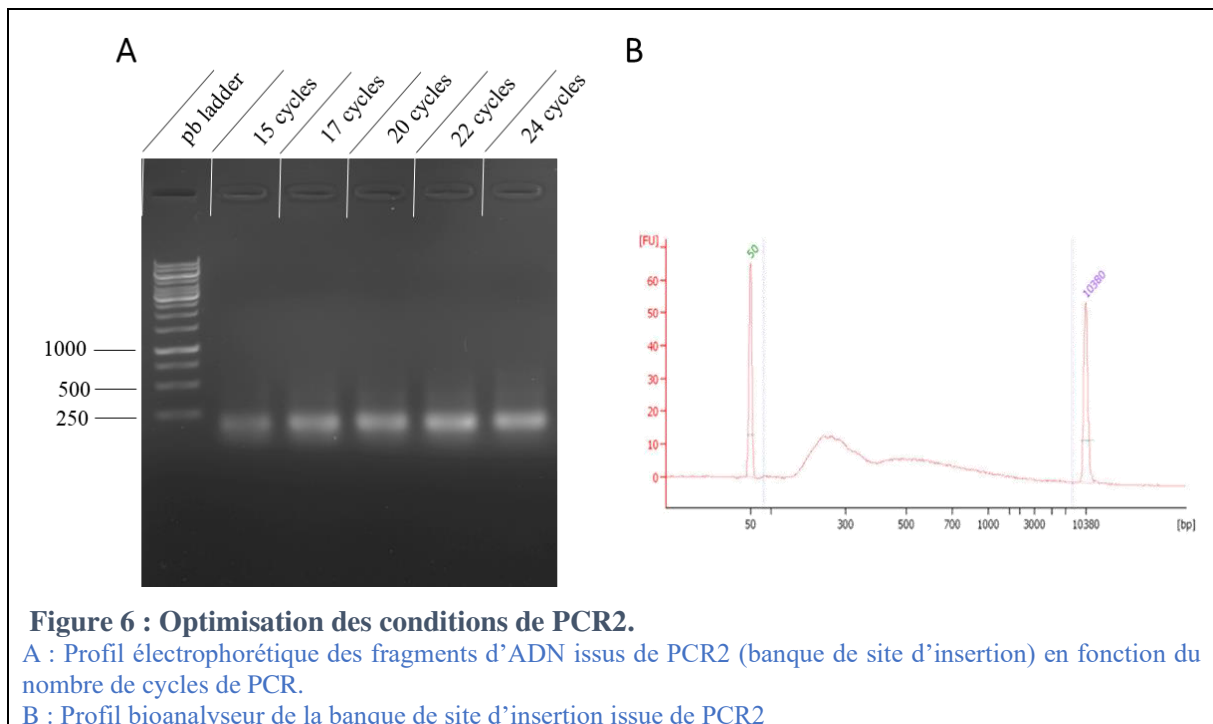 A
B
pb ladder
15 cycles
17 cycles
20 cycles
22 cycles
24 cycles
1000
500
250
[FU]
50
10380
60
50
40
30
20
10
0
50
300
500
700
1000
3000
10380
[bp]
Figure 6 : Optimisation des conditions de PCR2.
A : Profil électrophorétique des fragments d’ADN issus de PCR2 (banque de site d’insertion) en fonction du
nombre de cycles de PCR.
B : Profil bioanalyseur de la banque de site d’insertion issue de PCR2